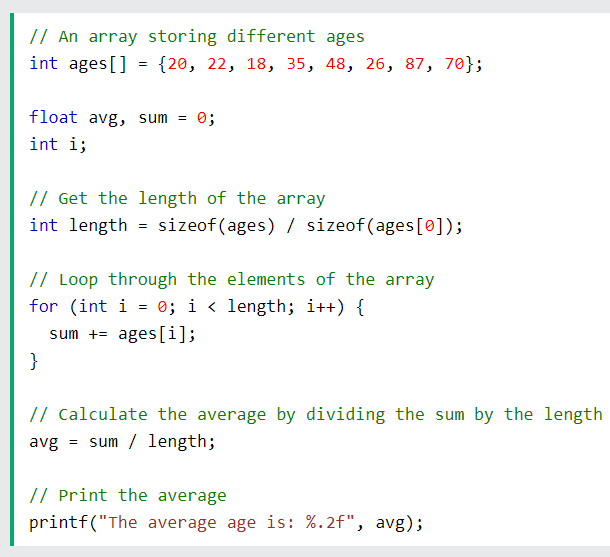 // An array storing different ages
int ages[] = {20, 22, 18, 35, 48, 26, 87, 70};
float avg, sum = 0;
int i;
// Get the length of the array
int length = sizeof(ages) / sizeof(ages[0]);
// Loop through the elements of the array
for (int i = 0; i < length; i++) {
  sum += ages[i];
}
// Calculate the average by dividing the sum by the length
avg = sum / length;
// Print the average
printf("The average age is: %.2f", avg);